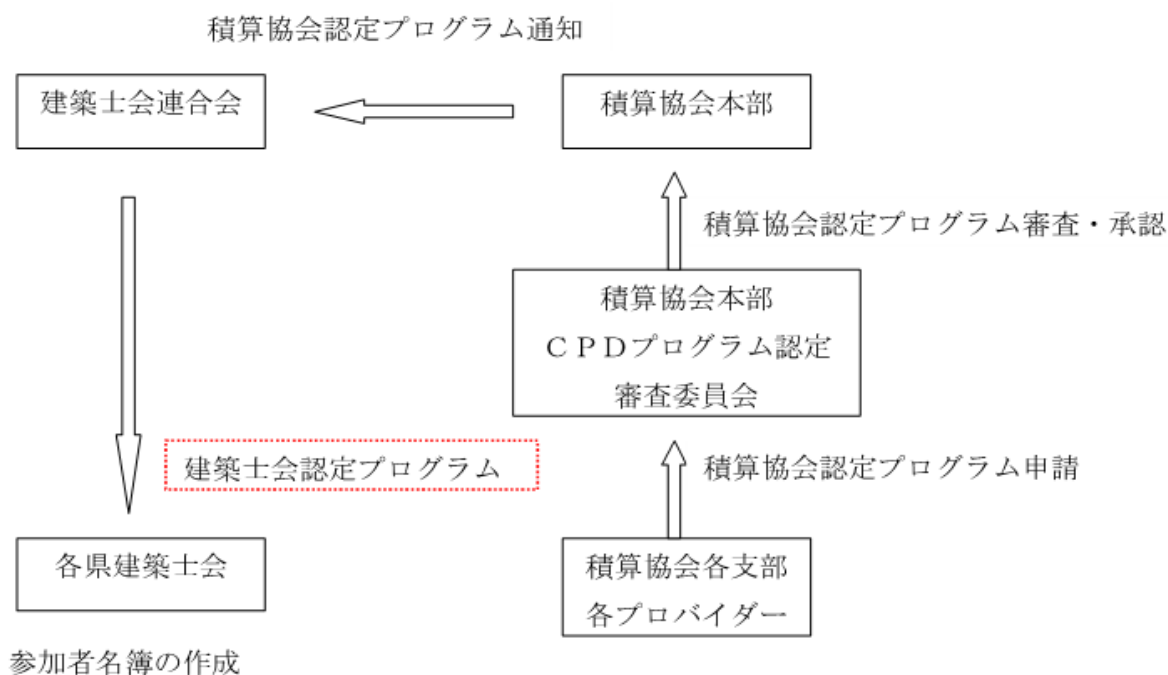 積算協会認定プログラム通知
建築士会連合会
積算協会本部
積算協会認定プログラム審査・承認
積算協会本部
ＣＰＤプログラム認定
審査委員会
建築士会認定プログラム
積算協会認定プログラム申請
各県建築士会
積算協会各支部
各プロバイダー
参加者名簿の作成